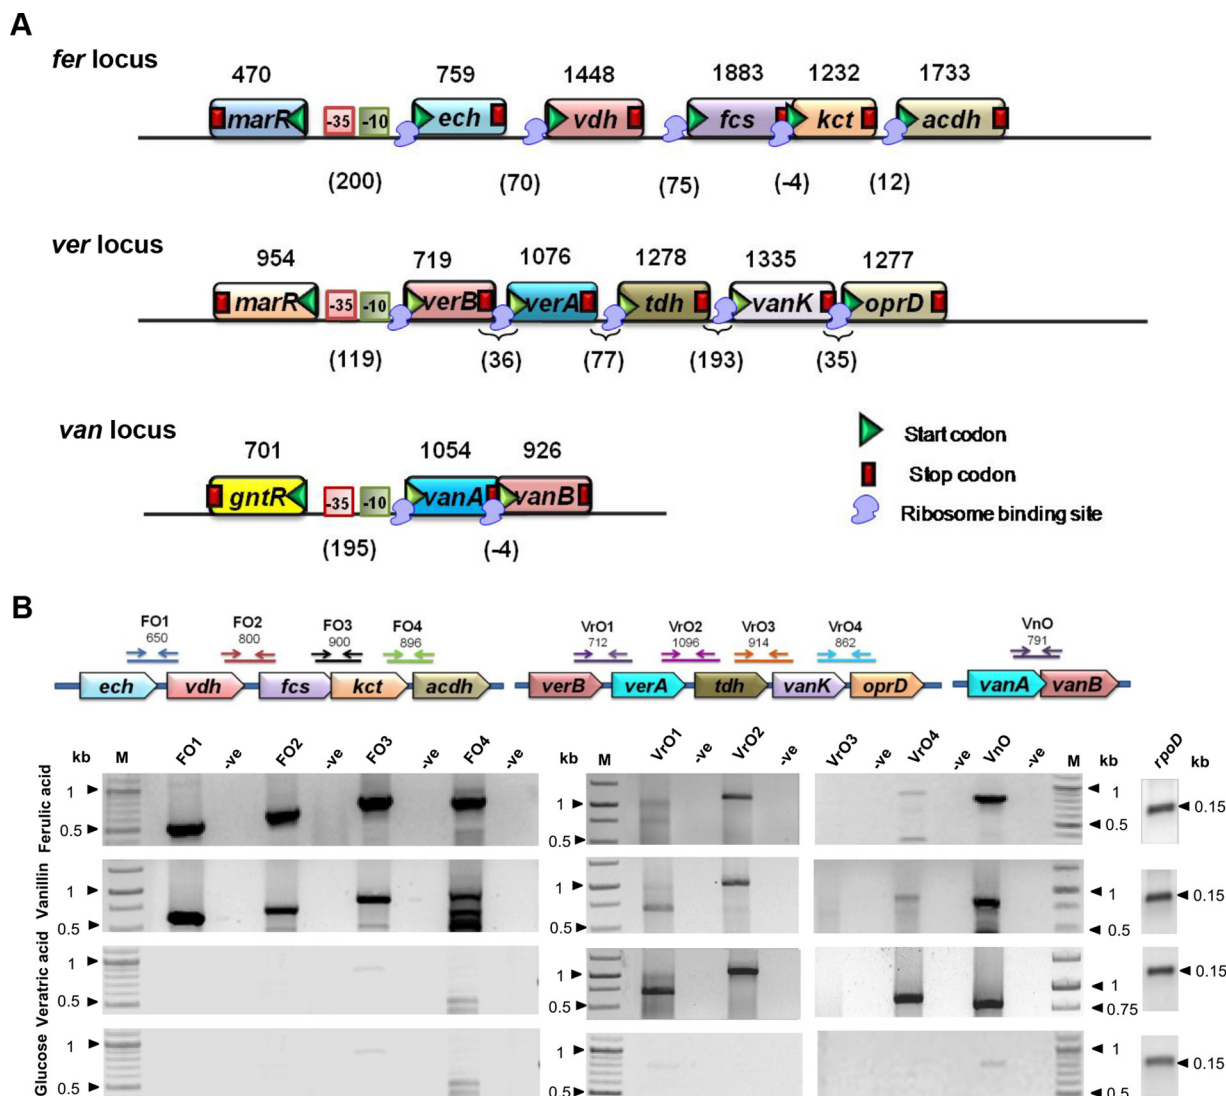 A
fer locus
470 759 1448 1883 1232 1733
marR -35 -10 ech vdh fcs kct acdh
(200) (70) (75) (-4) (12)
ver locus
954 719 1076 1278 1335 1277
marR -35 -10 verB verA tdh vanK oprD
(119) (36) (77) (193) (35)
van locus
701 1054 926
gntR -35 -10 vanA vanB
(195) (-4)
Start codon
Stop codon
Ribosome binding site
B
FO1 FO2 FO3 FO4 VrO1 VrO2 VrO3 VrO4 VnO
650 800 900 896 712 1096 914 862 791
ech vdh fcs kct acdh verB verA tdh vanK oprD vanA vanB
kb M FO1 -ve FO2 -ve FO3 -ve FO4 -ve kb M VrO1 -ve VrO2 -ve VrO3 -ve VrO4 -ve VnO -ve M kb rpoD kb
Ferulic acid
1 1 1
0.5 0.5 0.5 0.15
Vanillin
1 1 1
0.5 0.5 0.5 0.15
Veratric acid
1 1 1
0.5 0.5 0.75 0.15
Glucose
1 1 1
0.5 0.5 0.5 0.15